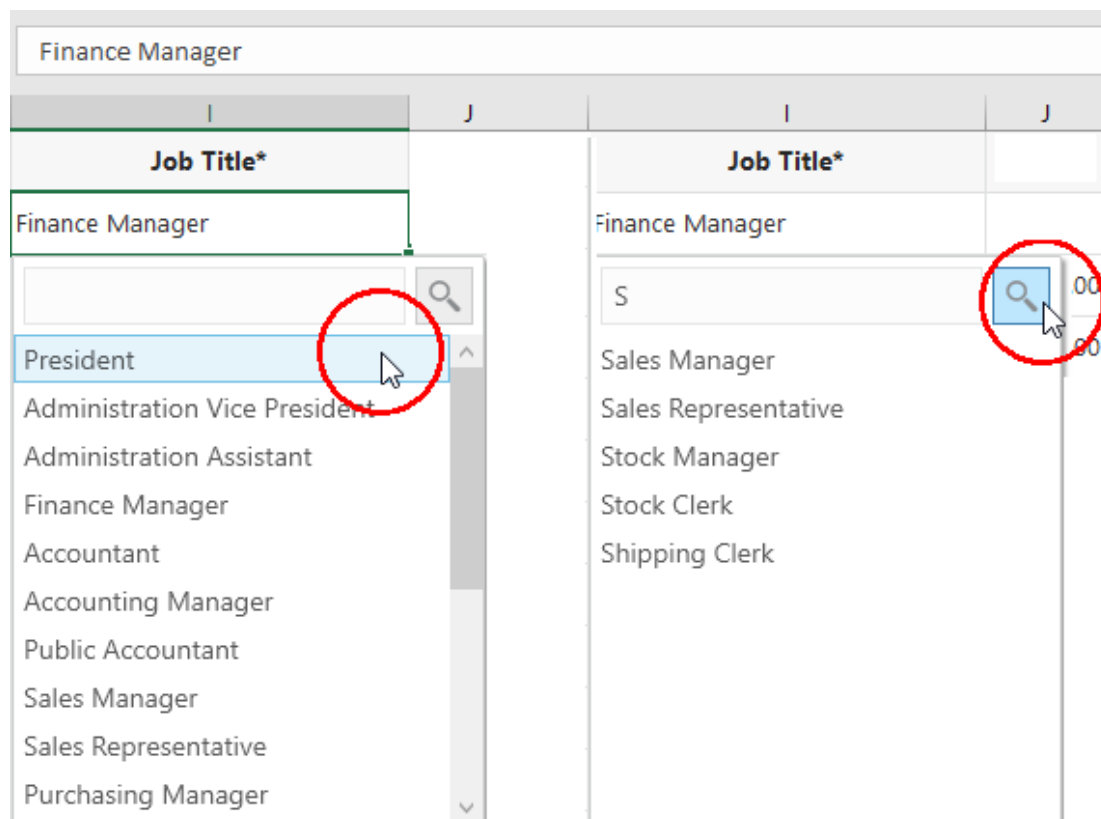 Finance Manager
I J I J
Job Title* Job Title*
Finance Manager Finance Manager
S
.00
President
Administration Vice President
Administration Assistant
Finance Manager
Accountant
Accounting Manager
Public Accountant
Sales Manager
Sales Representative
Purchasing Manager
Sales Manager
Sales Representative
Stock Manager
Stock Clerk
Shipping Clerk